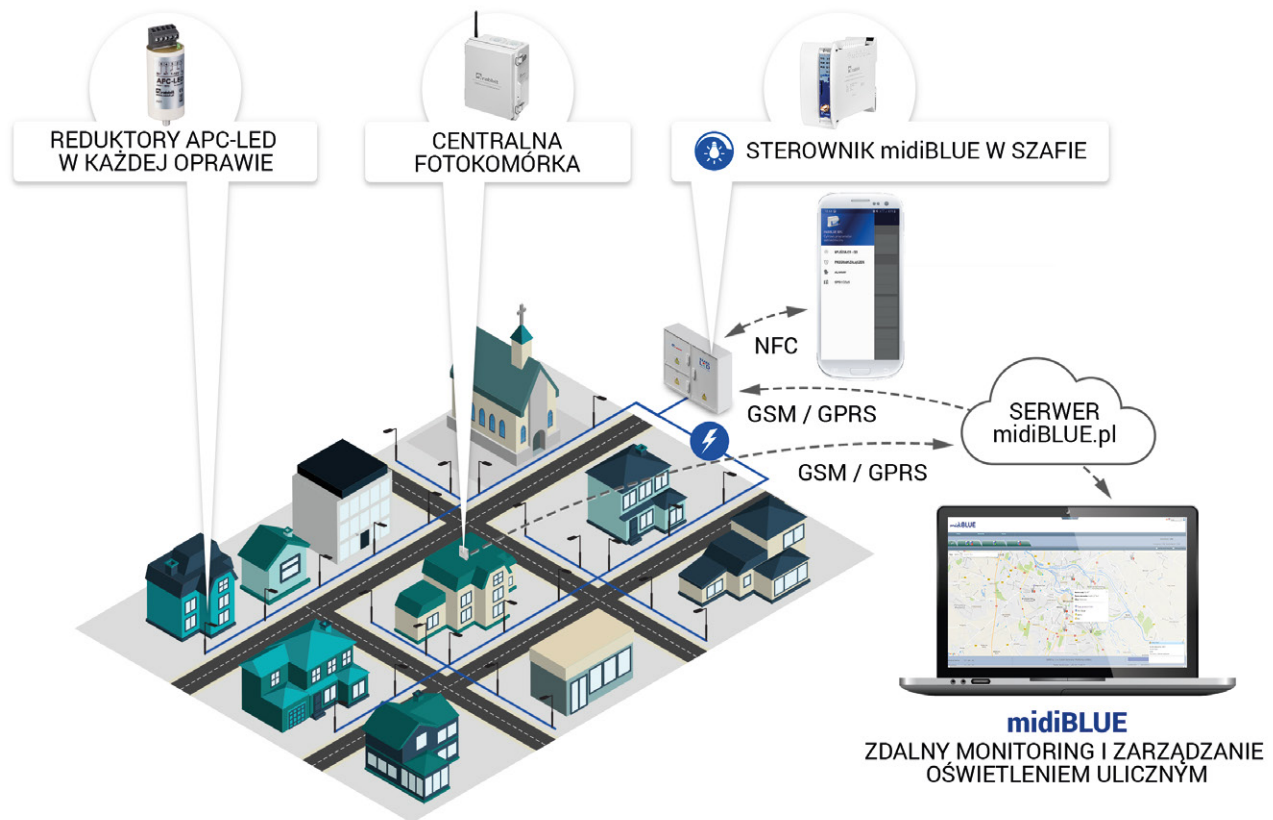 REDUKTORY APC-LED
W KAŻDEJ OPRAWIE
CENTRALNA
FOTOKOMÓRKA
STEROWNIK midiBLUE W SZAFIE
NFC
GSM / GPRS
SERWER
midiBLUE.pl
GSM / GPRS
midiBLUE
midiBLUE
ZDALNY MONITORING I ZARZĄDZANIE
OŚWIETLENIEM ULICZNYM